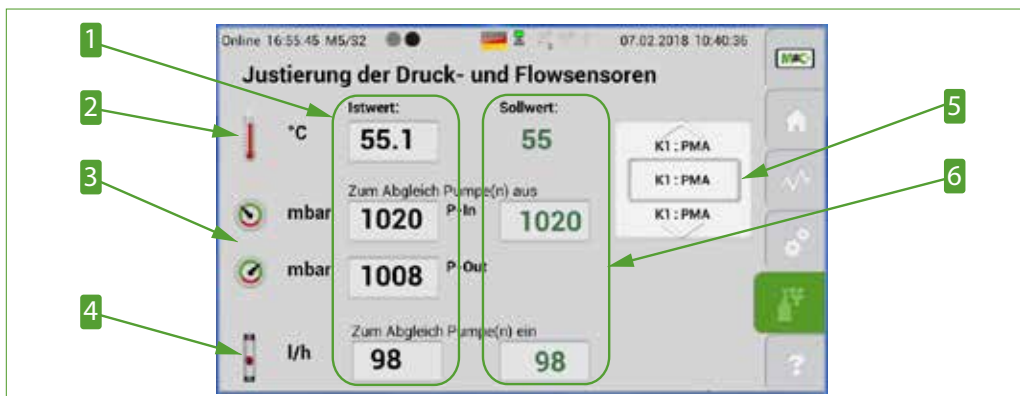 1
Online 16:55:45 M5/S2 07.02.2018 10:40:36
Justierung der Druck- und Flowsensoren
MRC
2
Istwert: Sollwert:
°C 55.1 55
5
K1 : PMA
K1 : PMA
K1 : PMA
3
6
Zum Abgleich Pumpe(n) aus
mbar 1020 P-In 1020
mbar 1008 P-Out
4
Zum Abgleich Pumpe(n) ein
l/h 98 98
?